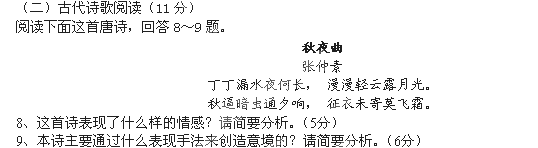 （二）古代诗歌阅读（11 分）
阅读下面这首唐诗，回答 8～9 题。
秋夜曲
张仲素
丁丁漏水夜何长， 漫漫轻云露月光。
秋逼暗虫通夕响， 征衣未寄莫飞霜。
8、这首诗表现了什么样的情感？请简要分析。（5分）
9、本诗主要通过什么表现手法来创造意境的？请简要分析。（6分）